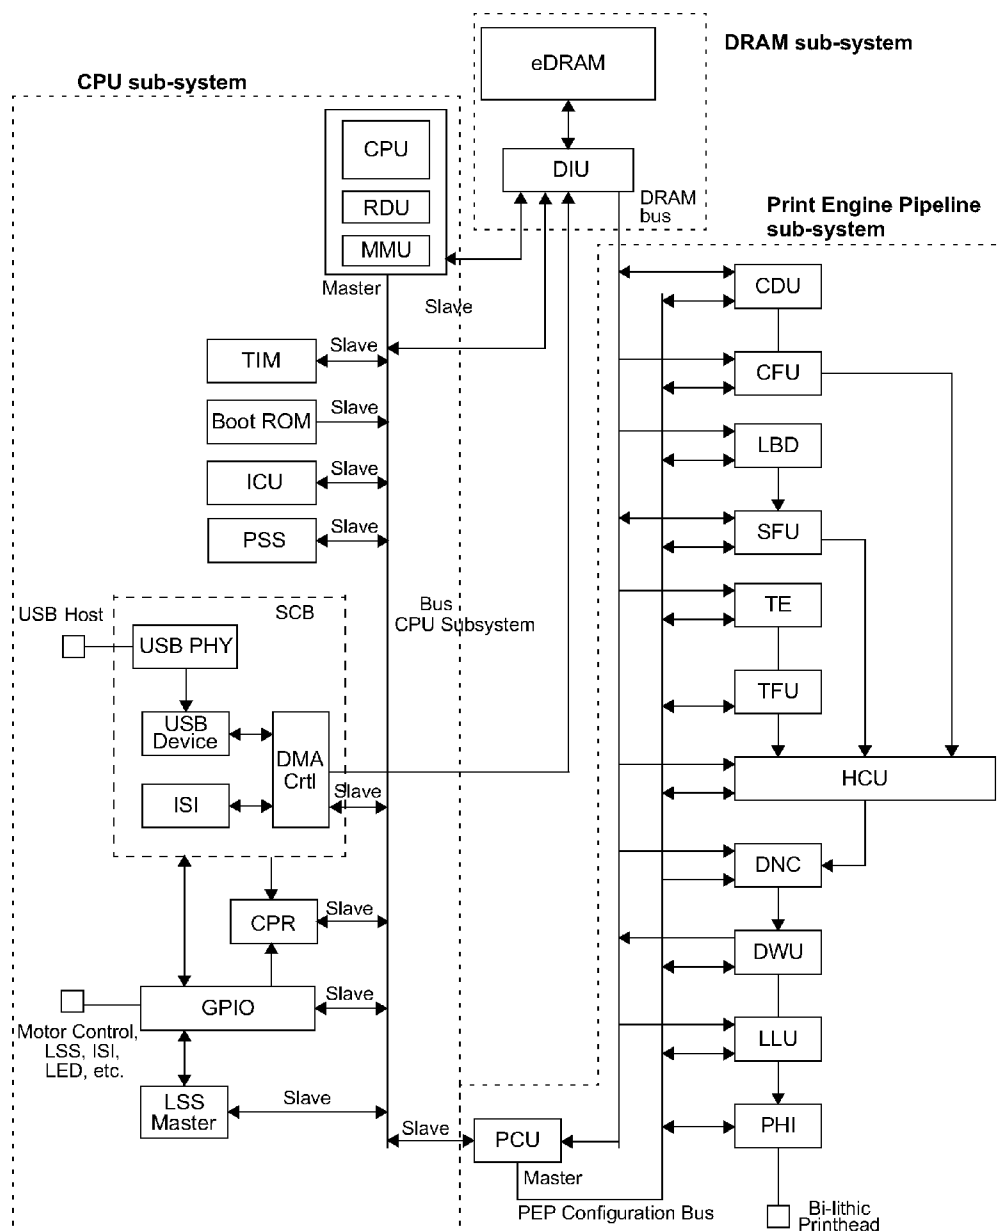 DRAM sub-system
eDRAM
CPU sub-system
CPU
DIU
RDU
DRAM
bus
Print Engine Pipeline
sub-system
MMU
Master
CDU
Slave
TIM
Slave
CFU
Boot ROM
Slave
LBD
ICU
Slave
PSS
Slave
SFU
USB Host
SCB
Bus
CPU Subsystem
TE
USB PHY
TFU
USB
Device
DMA
Crtl
HCU
ISI
Slave
DNC
CPR
Slave
DWU
GPIO
Slave
Motor Control,
LSS, ISI,
LED, etc.
LLU
LSS
Master
Slave
Slave
PCU
PHI
Master
PEP Configuration Bus
Bi-lithic
Printhead